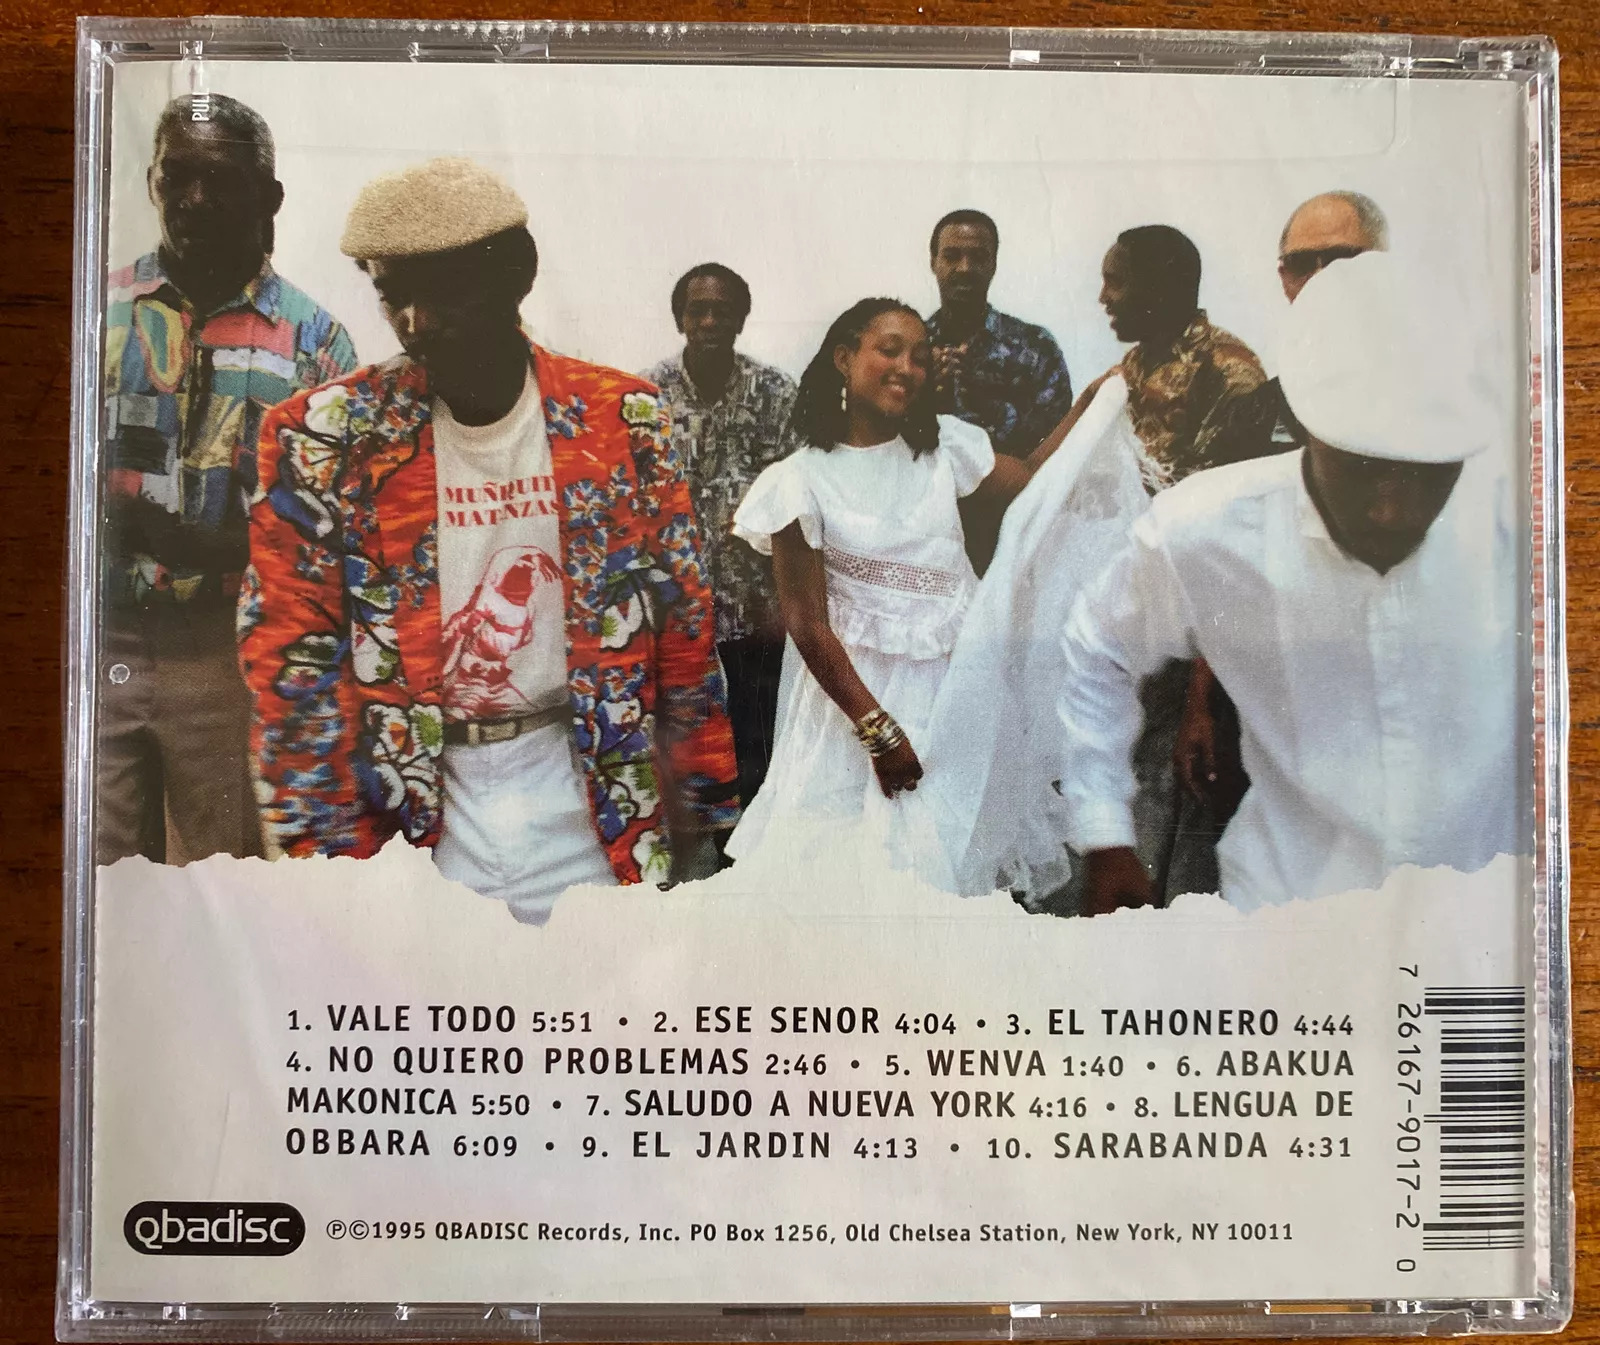 PULL
MUÑQUIT
MATNZAS
1. VALE TODO 5:51 • 2. ESE SENOR 4:04 • 3. EL TAHONERO 4:44
4. NO QUIERO PROBLEMAS 2:46 • 5. WENVA 1:40 • 6. ABAKUA
MAKONICA 5:50 • 7. SALUDO A NUEVA YORK 4:16 • 8. LENGUA DE
OBBARA 6:09 • 9. EL JARDIN 4:13 • 10. SARABANDA 4:31
qbadisc
℗©1995 QBADISC Records, Inc. PO Box 1256, Old Chelsea Station, New York, NY 10011
7 26167-9017-2 0